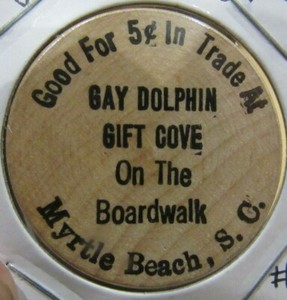 Good For 5¢ In Trade At
GAY DOLPHIN
GIFT COVE
On The
Boardwalk
Myrtle Beach, S.C.
#